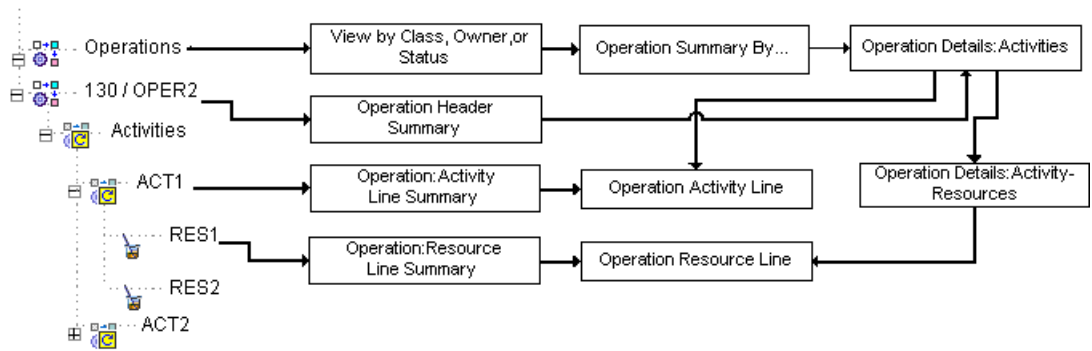 Operations
View by Class, Owner,or
Status
Operation Summary By...
Operation Details:Activities
130 / OPER2
Operation Header
Summary
Activities
ACT1
Operation:Activity
Line Summary
Operation Activity Line
Operation Details:Activity-
Resources
RES1
Operation:Resource
Line Summary
Operation Resource Line
RES2
ACT2